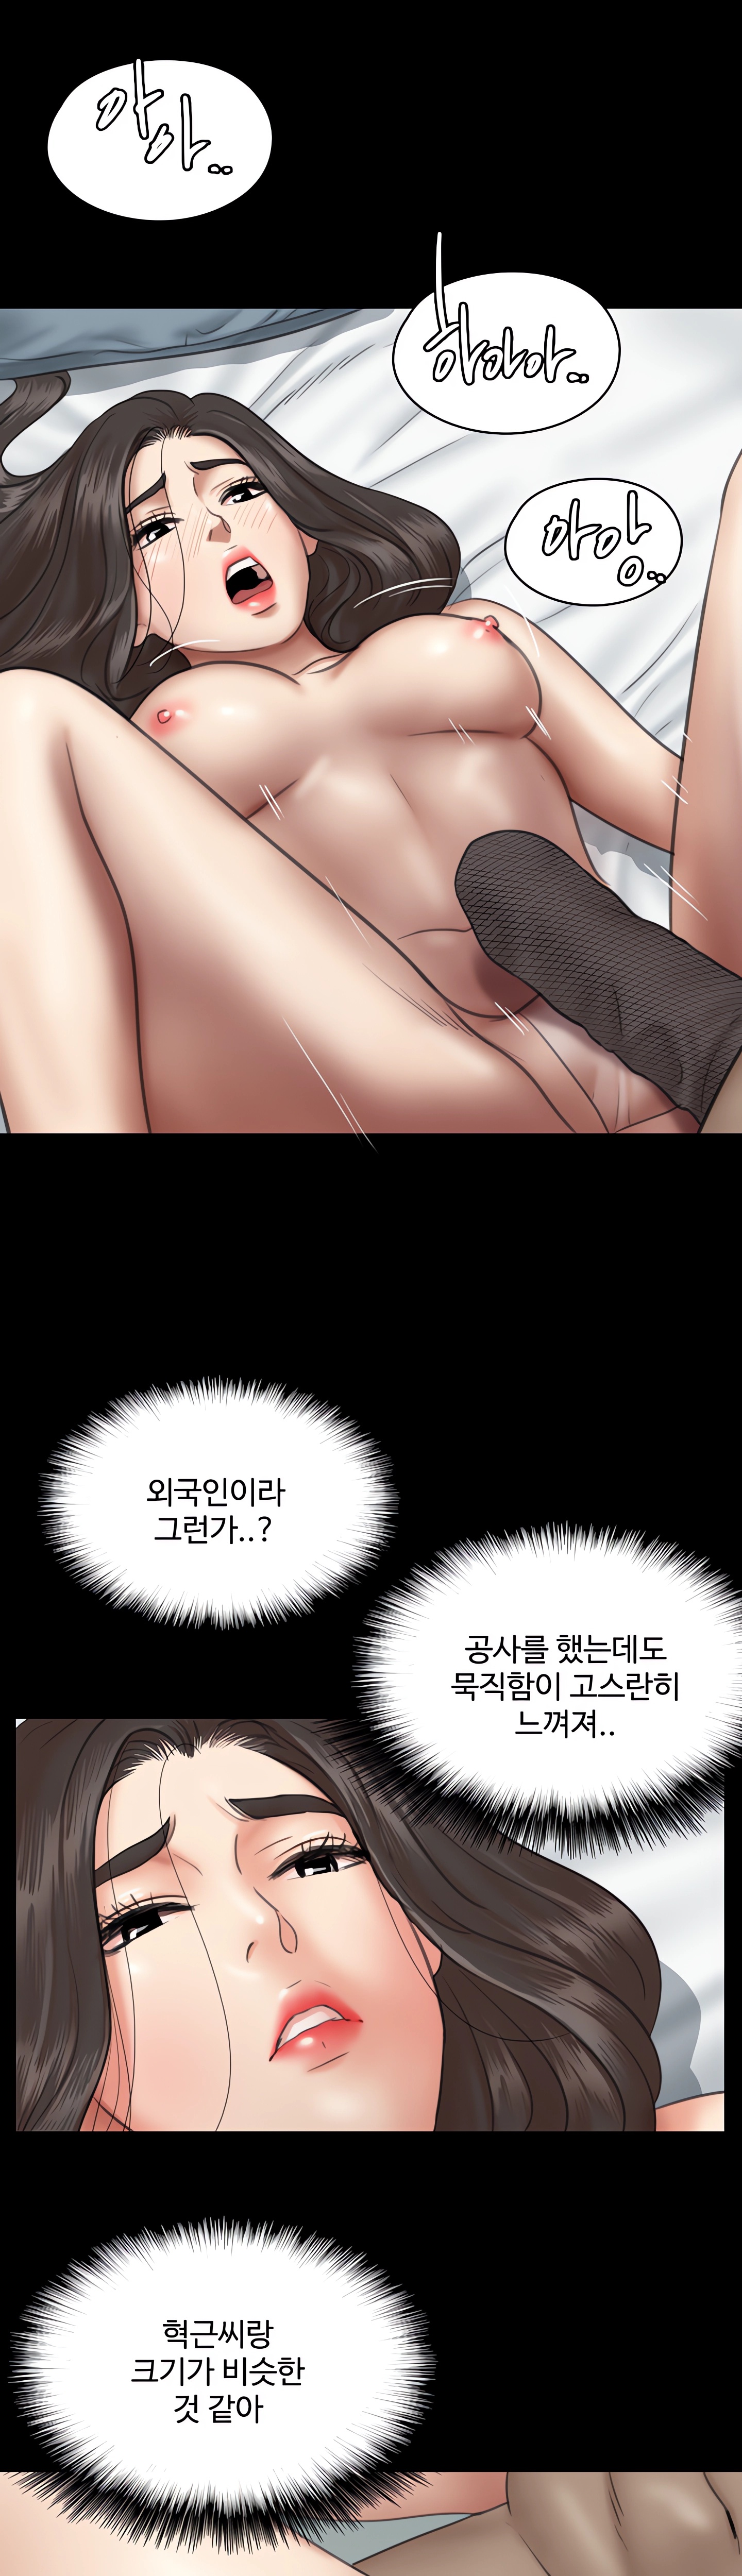 아아..
하아아아..
아앙..
외국인이라
그런가..?
공사를 했는데도
묵직함이 고스란히
느껴져..
혁근씨랑
크기가 비슷한
것 같아